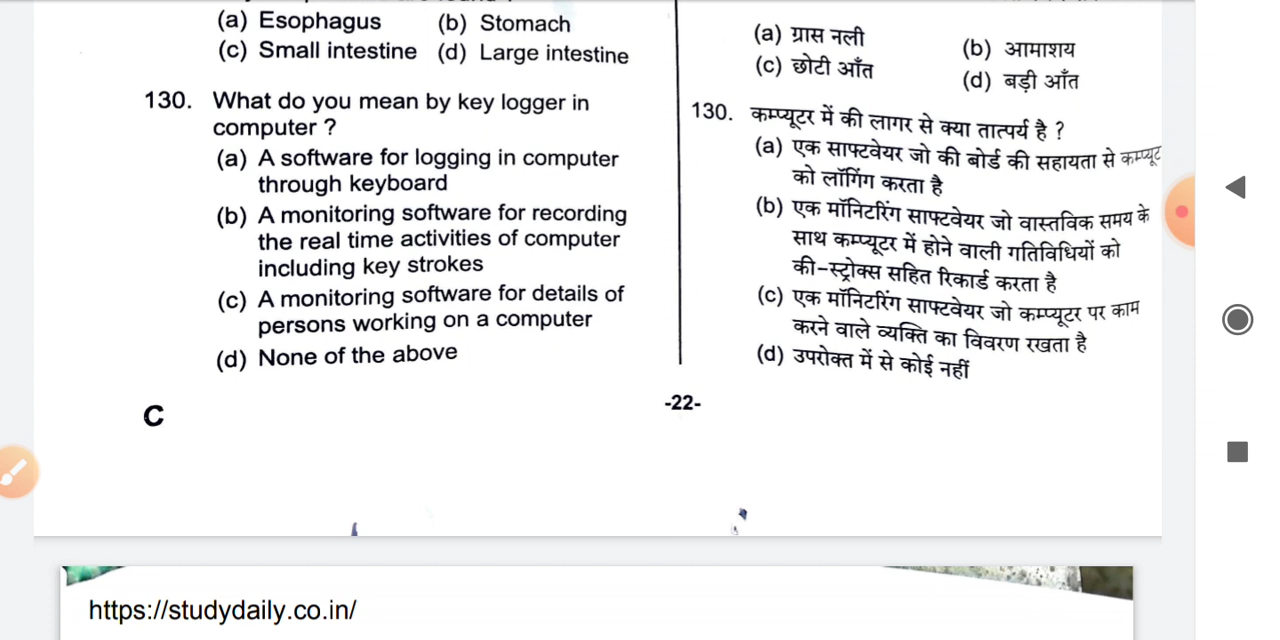 (a) Esophagus (b) Stomach
(c) Small intestine (d) Large intestine
130. What do you mean by key logger in
computer ?
(a) A software for logging in computer
through keyboard
(b) A monitoring software for recording
the real time activities of computer
including key strokes
(c) A monitoring software for details of
persons working on a computer
(d) None of the above
(a) ग्रास नली (b) आमाशय
(c) छोटी आँत (d) बड़ी आँत
130. कम्प्यूटर में की लागर से क्या तात्पर्य है ?
(a) एक साफ्टवेयर जो की बोर्ड की सहायता से
को लॉगिंग करता है
(b) एक मॉनिटरिंग साफ्टवेयर जो वास्तविक समय के
साथ कम्प्यूटर में होने वाली गतिविधियों को
की-स्ट्रोक्स सहित रिकार्ड करता है
(c) एक मॉनिटरिंग साफ्टवेयर जो कम्प्यूटर पर काम
करने वाले व्यक्ति का विवरण रखता है
(d) उपरोक्त में से कोई नहीं
C
-22-
https://studydaily.co.in/